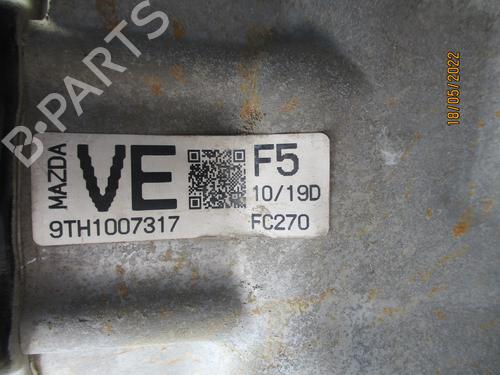 B-PARTS
MAZDA
VE
F5
10/19D
9TH1007317
FC270
18/05/2022